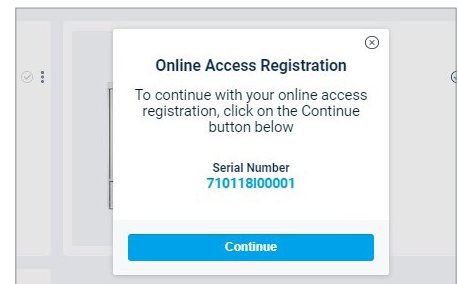 Online Access Registration
To continue with your online access
registration, click on the Continue
button below
Serial Number
710118I00001
Continue